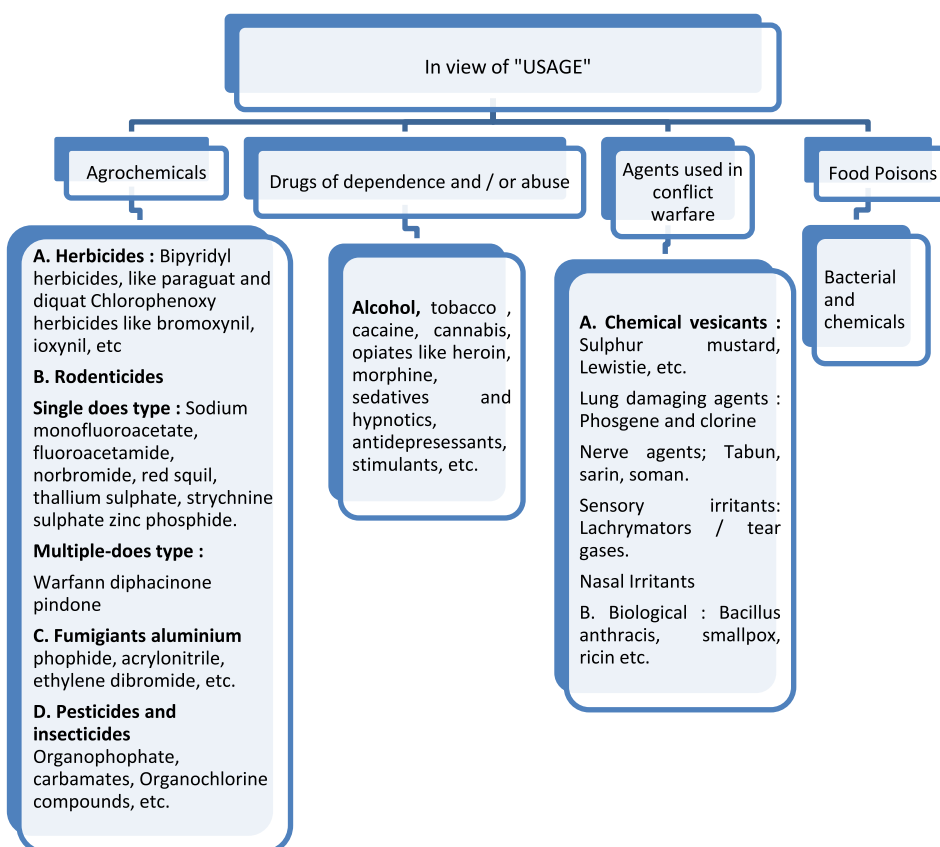 In view of "USAGE"
Agrochemicals
A. Herbicides : Bipyridyl
herbicides, like paraguat and
diquat Chlorophenoxy
herbicides like bromoxynil,
ioxynil, etc
B. Rodenticides
Single does type : Sodium
monofluoroacetate,
fluoroacetamide,
norbromide, red squil,
thallium sulphate, strychnine
sulphate zinc phosphide.
Multiple-does type :
Warfann diphacinone
pindone
C. Fumigiants aluminium
phophide, acrylonitrile,
ethylene dibromide, etc.
D. Pesticides and
insecticides
Organophophate,
carbamates, Organochlorine
compounds, etc.
Drugs of dependence and / or abuse
Alcohol, tobacco ,
cacaine, cannabis,
opiates like heroin,
morphine,
sedatives and
hypnotics,
antidepresessants,
stimulants, etc.
Agents used in
conflict
warfare
A. Chemical vesicants :
Sulphur mustard,
Lewistie, etc.
Lung damaging agents :
Phosgene and clorine
Nerve agents; Tabun,
sarin, soman.
Sensory irritants:
Lachrymators / tear
gases.
Nasal Irritants
B. Biological : Bacillus
anthracis, smallpox,
ricin etc.
Food Poisons
Bacterial
and
chemicals